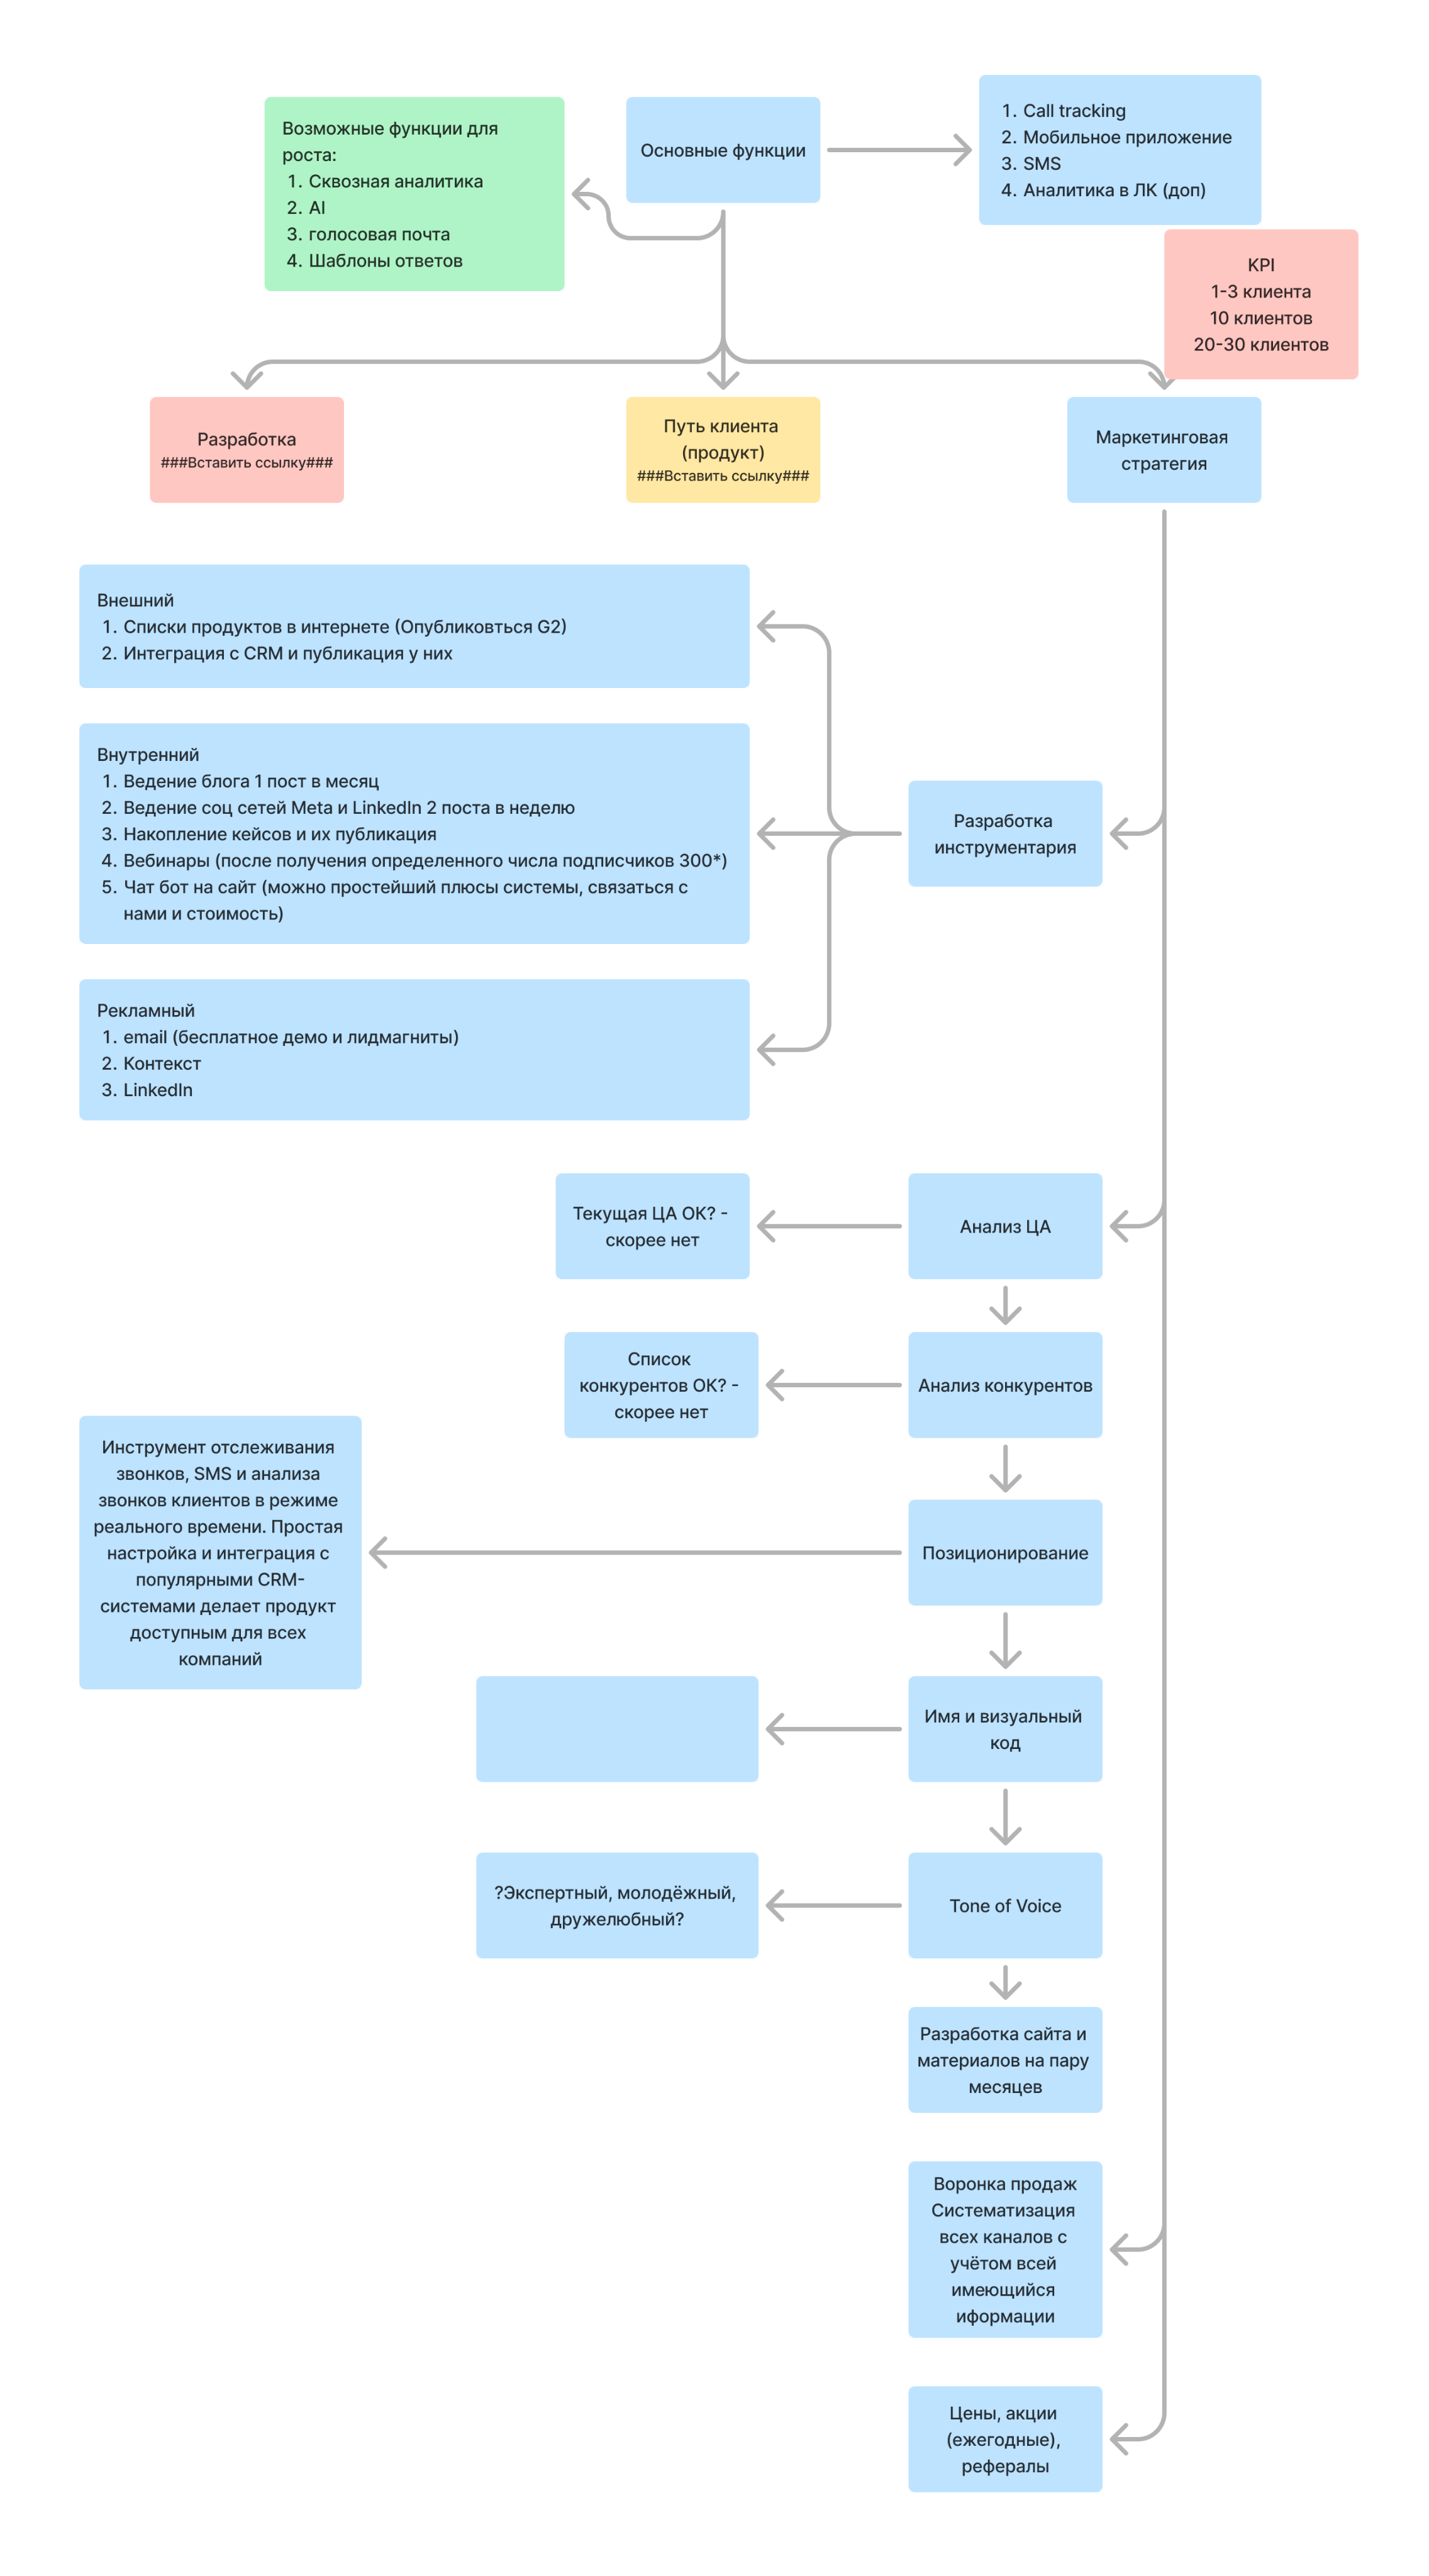 Возможные функции для
роста:
1. Сквозная аналитика
2. AI
3. голосовая почта
4. Шаблоны ответов
Основные функции
1. Call tracking
2. Мобильное приложение
3. SMS
4. Аналитика в ЛК (доп)
KPI
1-3 клиента
10 клиентов
20-30 клиентов
Разработка
###Вставить ссылку###
Путь клиента
(продукт)
###Вставить ссылку###
Маркетинговая
стратегия
Внешний
1. Списки продуктов в интернете (Опубликовться G2)
2. Интеграция с CRM и публикация у них
Внутренний
1. Ведение блога 1 пост в месяц
2. Ведение соц сетей Meta и LinkedIn 2 поста в неделю
3. Накопление кейсов и их публикация
4. Вебинары (после получения определенного числа подписчиков 300*)
5. Чат бот на сайт (можно простейший плюсы системы, связаться с
нами и стоимость)
Разработка
инструментария
Рекламный
1. email (бесплатное демо и лидмагниты)
2. Контекст
3. LinkedIn
Текущая ЦА ОК? -
скорее нет
Анализ ЦА
Список
конкурентов ОК? -
скорее нет
Анализ конкурентов
Инструмент отслеживания
звонков, SMS и анализа
звонков клиентов в режиме
реального времени. Простая
настройка и интеграция с
популярными CRM-
системами делает продукт
доступным для всех
компаний
Позиционирование
Имя и визуальный
код
?Экспертный, молодёжный,
дружелюбный?
Tone of Voice
Разработка сайта и
материалов на пару
месяцев
Воронка продаж
Систематизация
всех каналов с
учётом всей
имеющийся
иформации
Цены, акции
(ежегодные),
рефералы